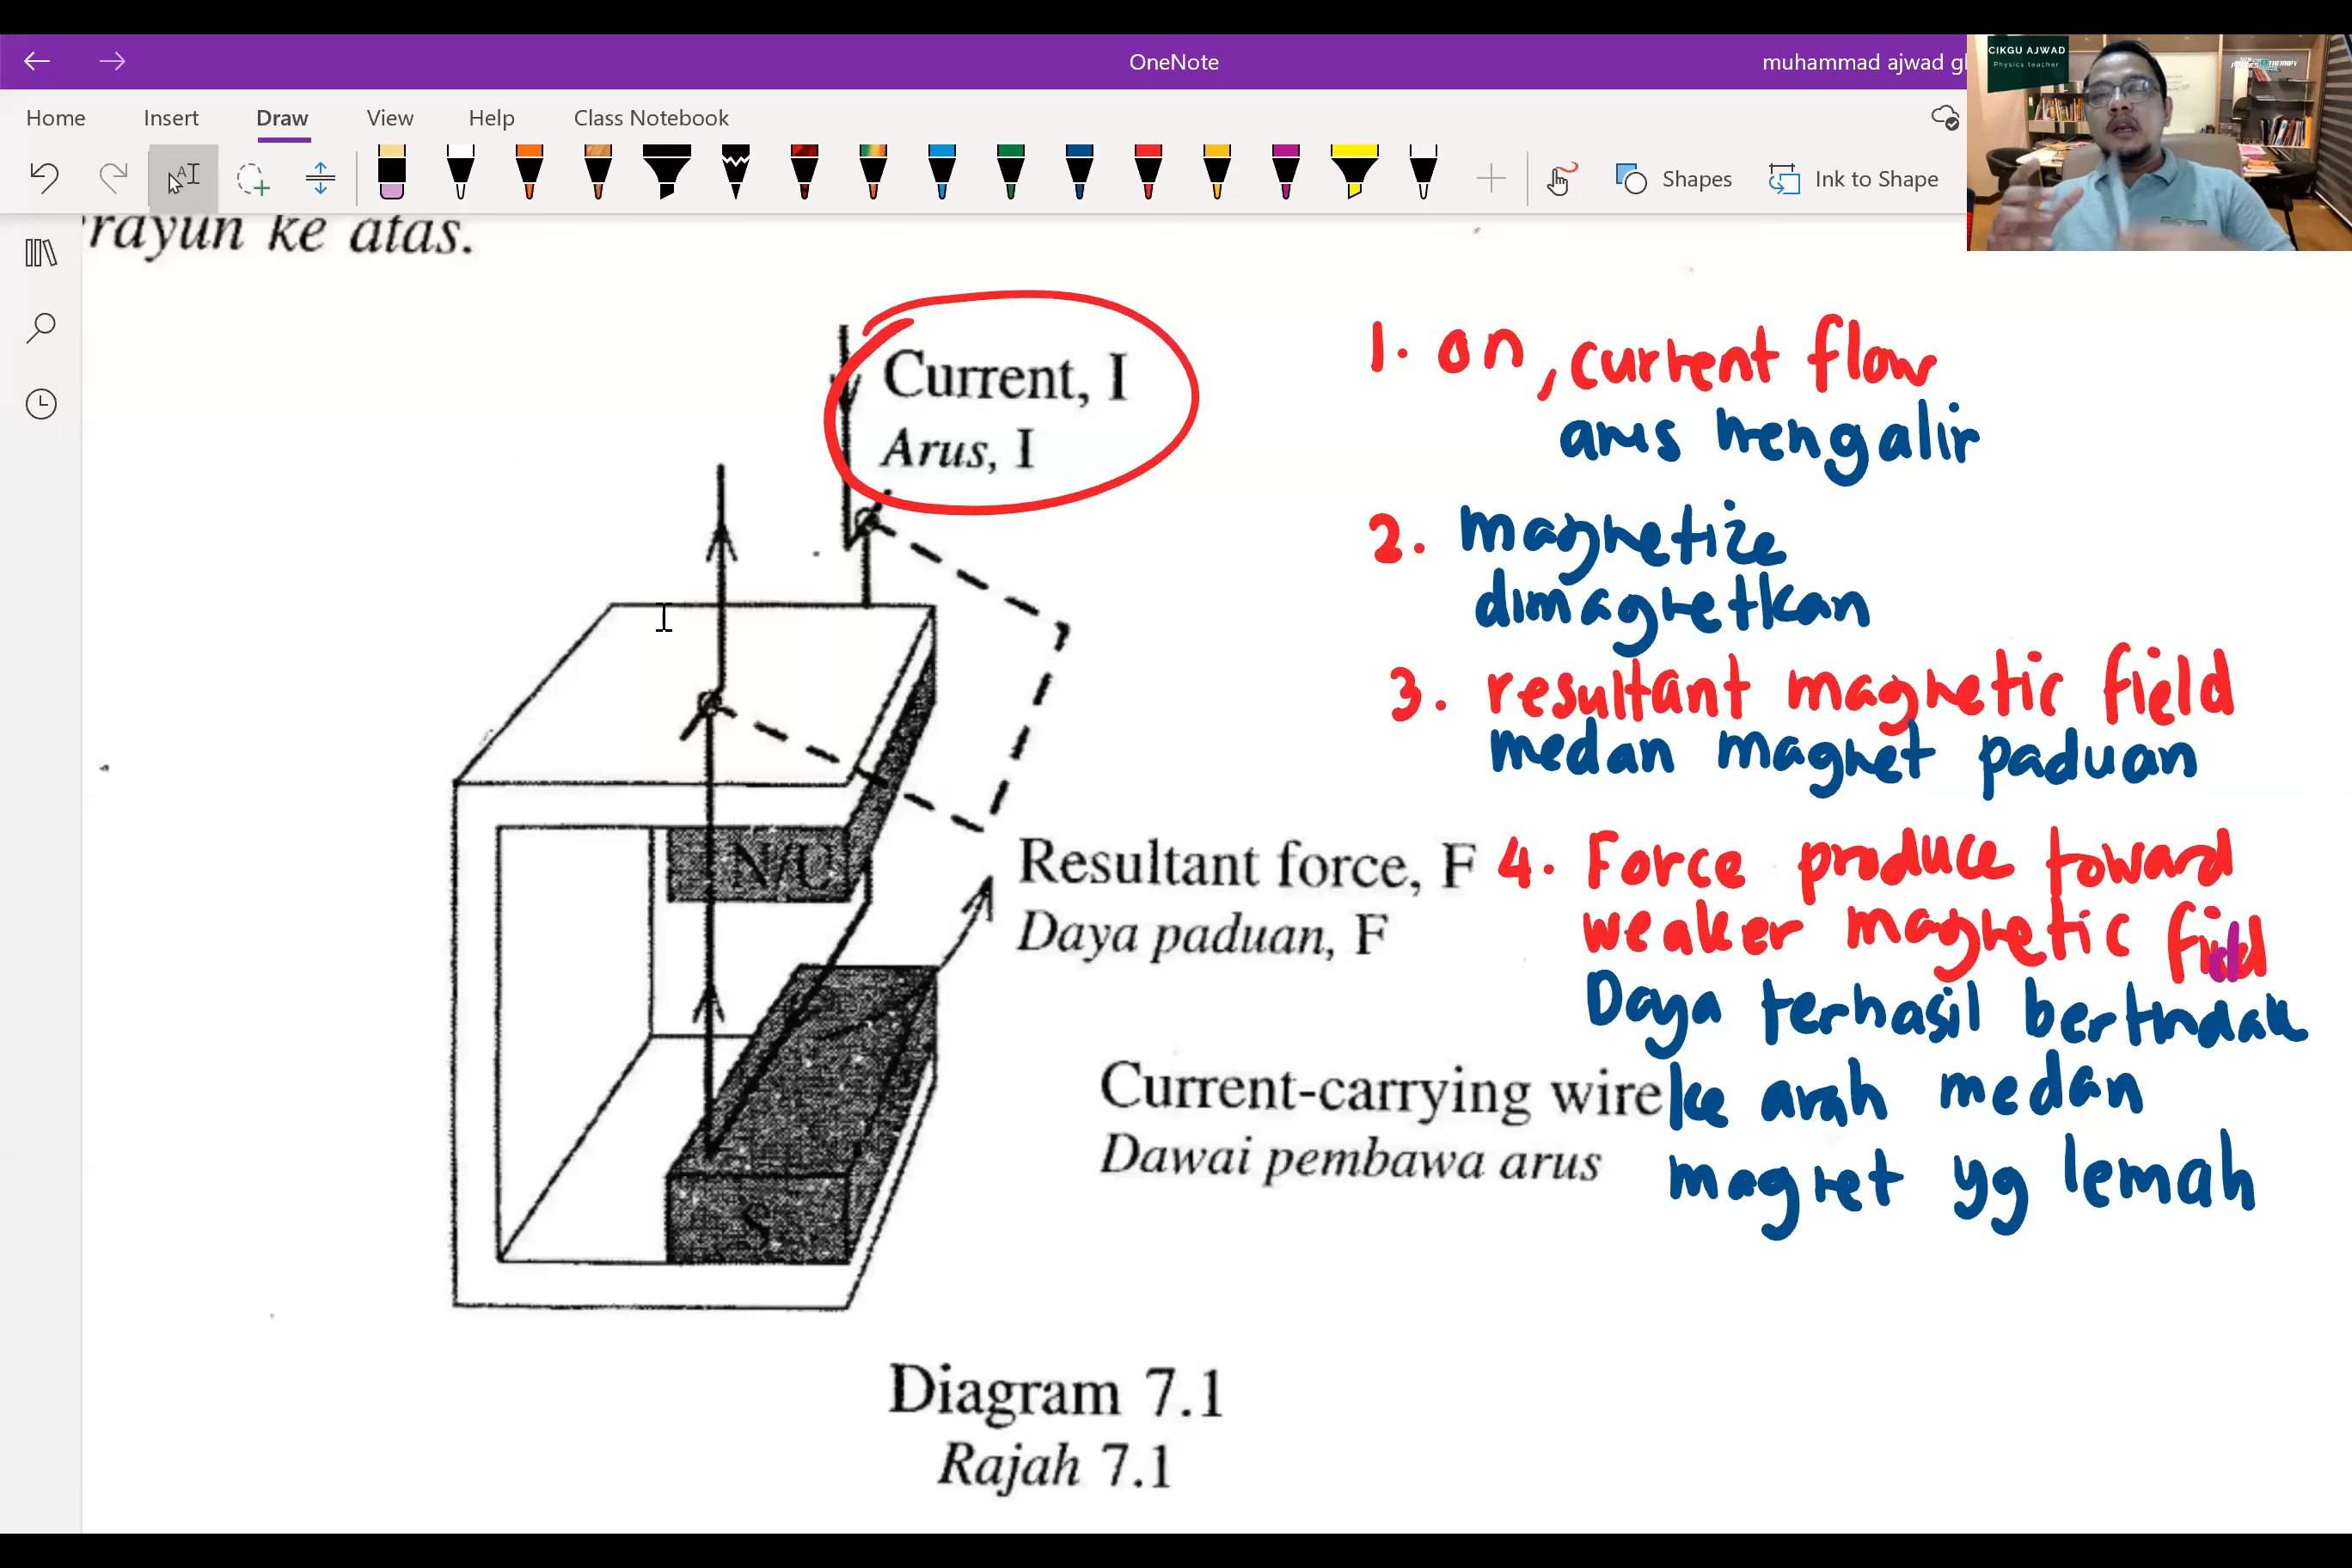 OneNote
muhammad ajwad gl
CIKGU AJWAD
Physics teacher
Home
Insert
Draw
View
Help
Class Notebook
Shapes
Ink to Shape
rayun ke atas.
Current, I
Arus, I
1. on, current flow
arus mengalir
2. magnetize
dimagnetkan
3. resultant magnetic field
medan magnet paduan
N/U
Resultant force, F
Daya paduan, F
4. Force produce toward
weaker magnetic field
Daya terhasil bertindak
Current-carrying wire
Dawai pembawa arus
ke arah medan
magnet yg lemah
S
Diagram 7.1
Rajah 7.1